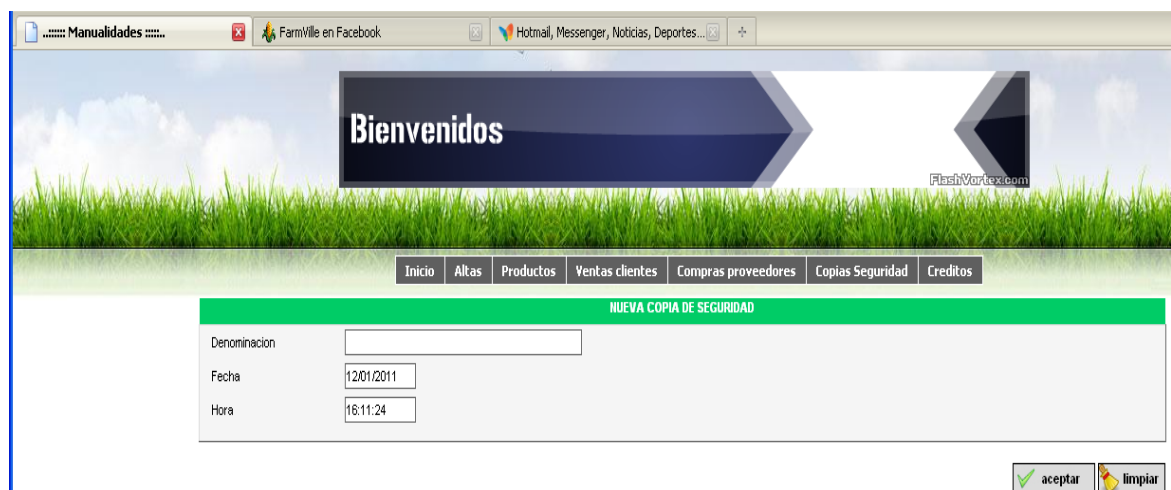 ..:::::: Manualidades ::::::...
FarmVille en Facebook
Hotmail, Messenger, Noticias, Deportes...
Bienvenidos
FlashVortex.com
Inicio Altas Productos Ventas clientes Compras proveedores Copias Seguridad Creditos
NUEVA COPIA DE SEGURIDAD
Denominacion
Fecha 12/01/2011
Hora 16:11:24
aceptar limpiar